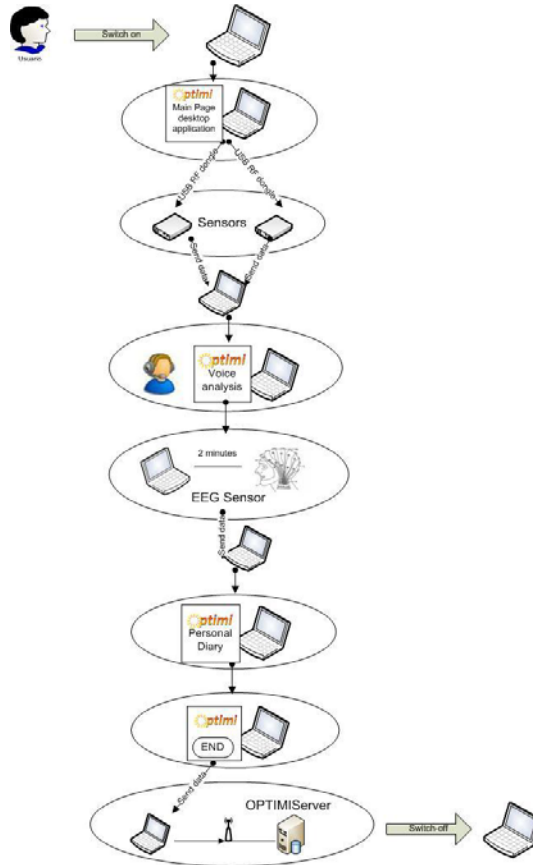 Switch on
Usuario
Optimi
Main Page
desktop
application
USB RF dongle
USB RF dongle
Sensors
Send data
Send data
Optimi
Voice
analysis
2 minutes
EEG Sensor
Send data
Optimi
Personal
Diary
Optimi
END
Send data
OPTIMIServer
Switch-off